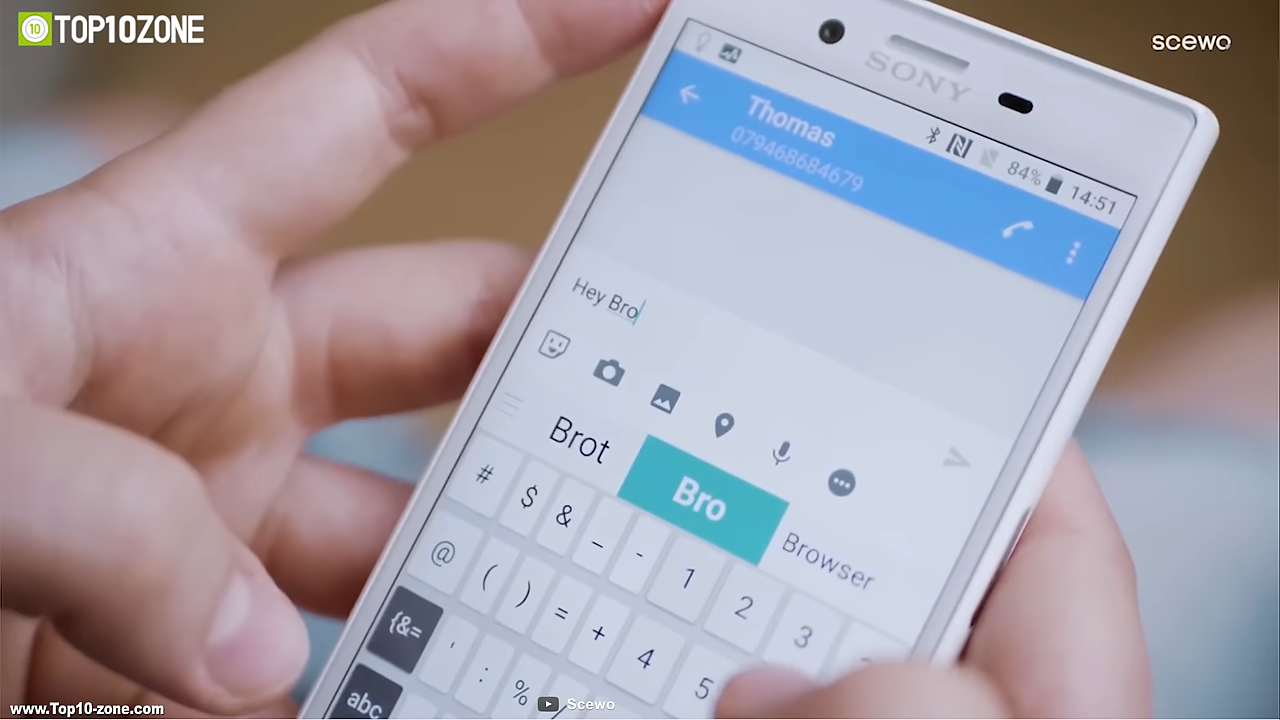 TOP10ZONE
scewo
SONY
84% 14:51
Thomas
079468684679
Hey Bro
Brot Bro Browser
# $ & _ - 1 2 3
@ ( ) = + 4 5
{&= ' : %
abc
www.Top10-zone.com
Scewo